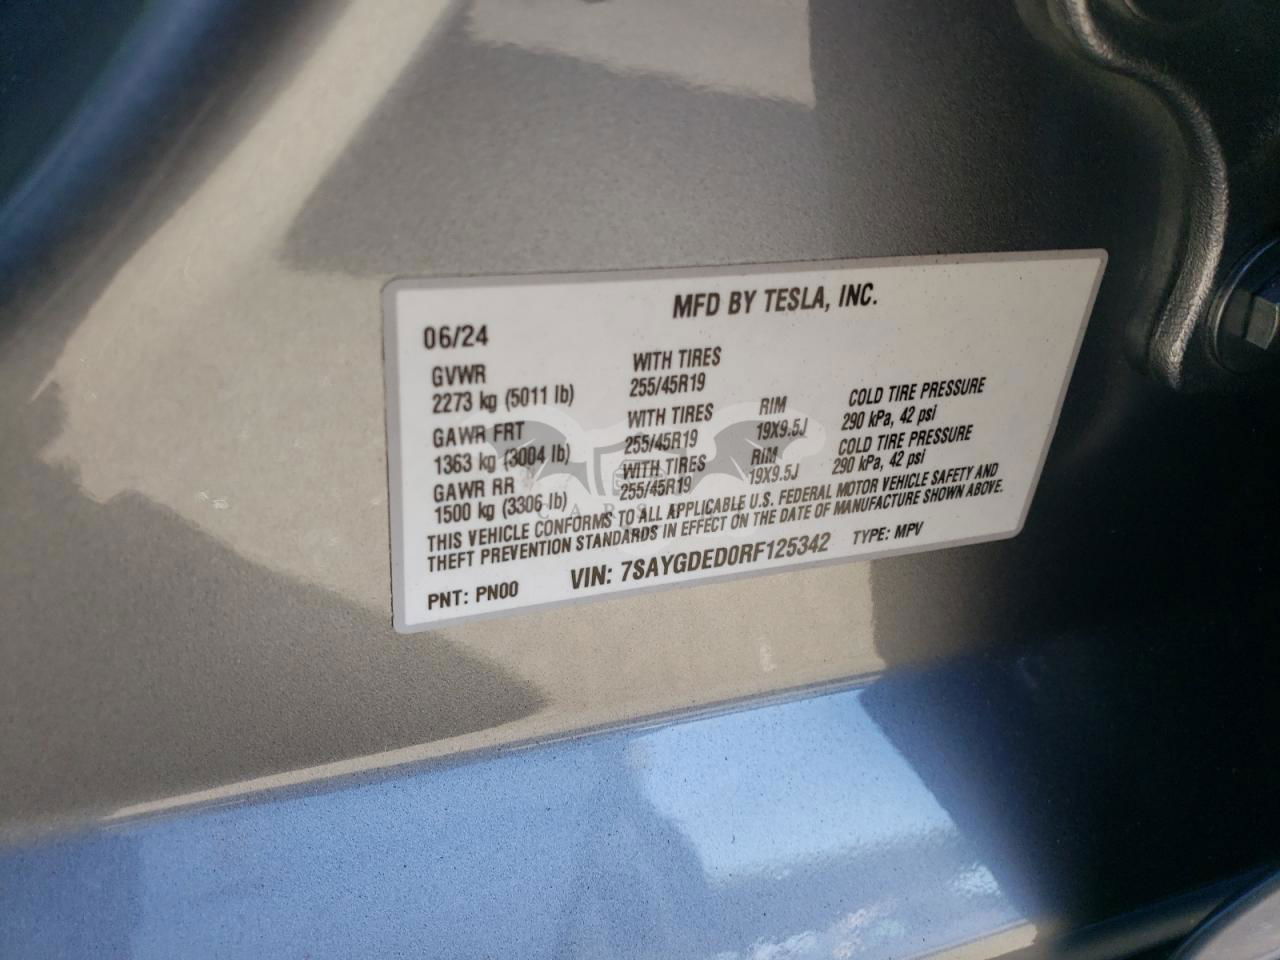 MFD BY TESLA, INC.
06/24
GVWR WITH TIRES
2273 kg (5011 lb) 255/45R19
GAWR FRT WITH TIRES RIM COLD TIRE PRESSURE
1363 kg (3004 lb) 255/45R19 19X9.5J 290 kPa, 42 psi
GAWR RR WITH TIRES RIM COLD TIRE PRESSURE
1500 kg (3306 lb) 255/45R19 19X9.5J 290 kPa, 42 psi
THIS VEHICLE CONFORMS TO ALL APPLICABLE U.S. FEDERAL MOTOR VEHICLE SAFETY AND
THEFT PREVENTION STANDARDS IN EFFECT ON THE DATE OF MANUFACTURE SHOWN ABOVE.
PNT: PN00 VIN: 7SAYGDED0RF125342 TYPE: MPV